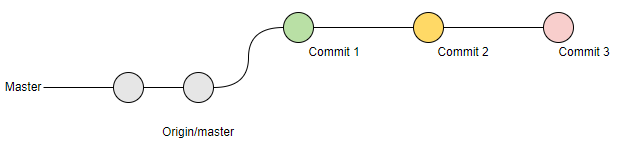 Commit 1
Commit 2
Commit 3
Master
Origin/master